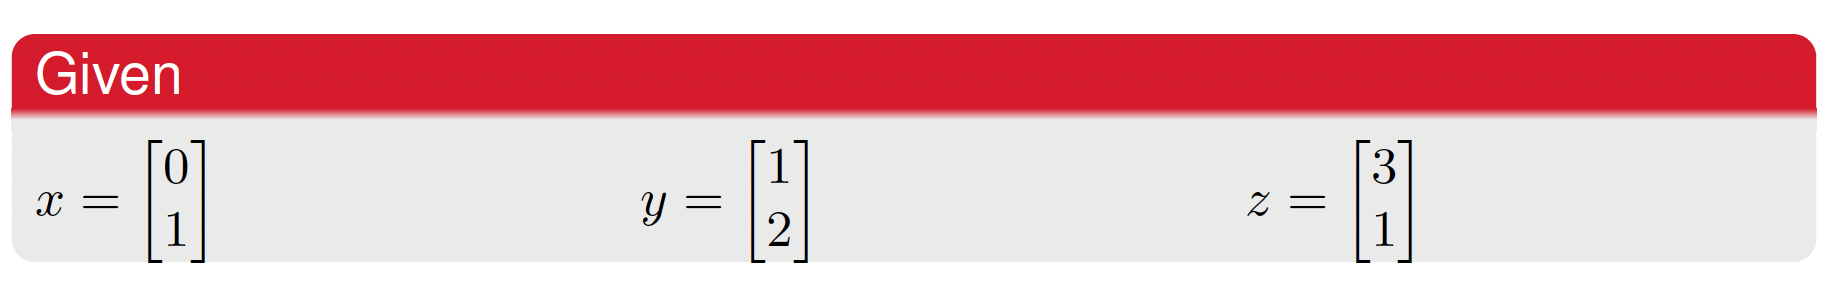 Given
x = [0 1] y = [1 2] z = [3 1]